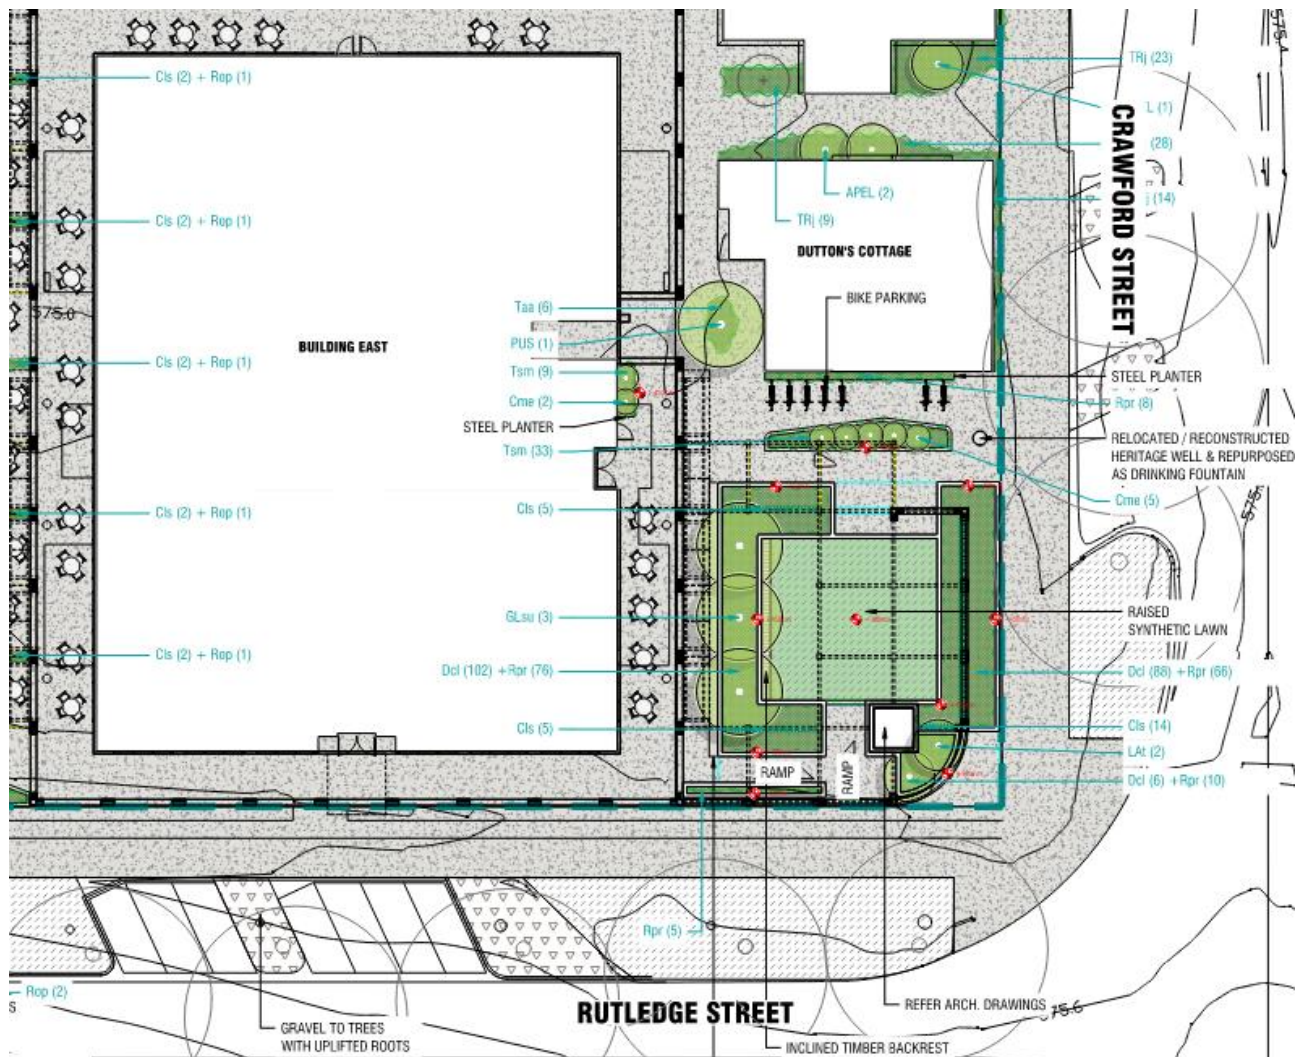 575.4
Cls (2) + Rop (1)
TRj (23)
L (1)
CRAWFORD STREET
(28)
APEL (2)
j (14)
Cls (2) + Rop (1)
TRj (9)
DUTTON'S COTTAGE
BIKE PARKING
Taa (6)
575.0
BUILDING EAST
PUS (1)
Cls (2) + Rop (1)
Tsm (9)
STEEL PLANTER
Cme (2)
Rpr (8)
STEEL PLANTER
RELOCATED / RECONSTRUCTED
HERITAGE WELL & REPURPOSED
AS DRINKING FOUNTAIN
Tsm (33)
Cme (5)
Cls (5)
Cls (2) + Rop (1)
575.
GLsu (3)
RAISED
SYNTHETIC LAWN
Cls (2) + Rop (1)
Dcl (102) +Rpr (76)
Dcl (88) +Rpr (66)
Cls (5)
Cls (14)
LAt (2)
RAMP
RAMP
Dcl (6) +Rpr (10)
Rpr (5)
Rop (2)
S
RUTLEDGE STREET
REFER ARCH. DRAWINGS
575.6
GRAVEL TO TREES
WITH UPLIFTED ROOTS
INCLINED TIMBER BACKREST